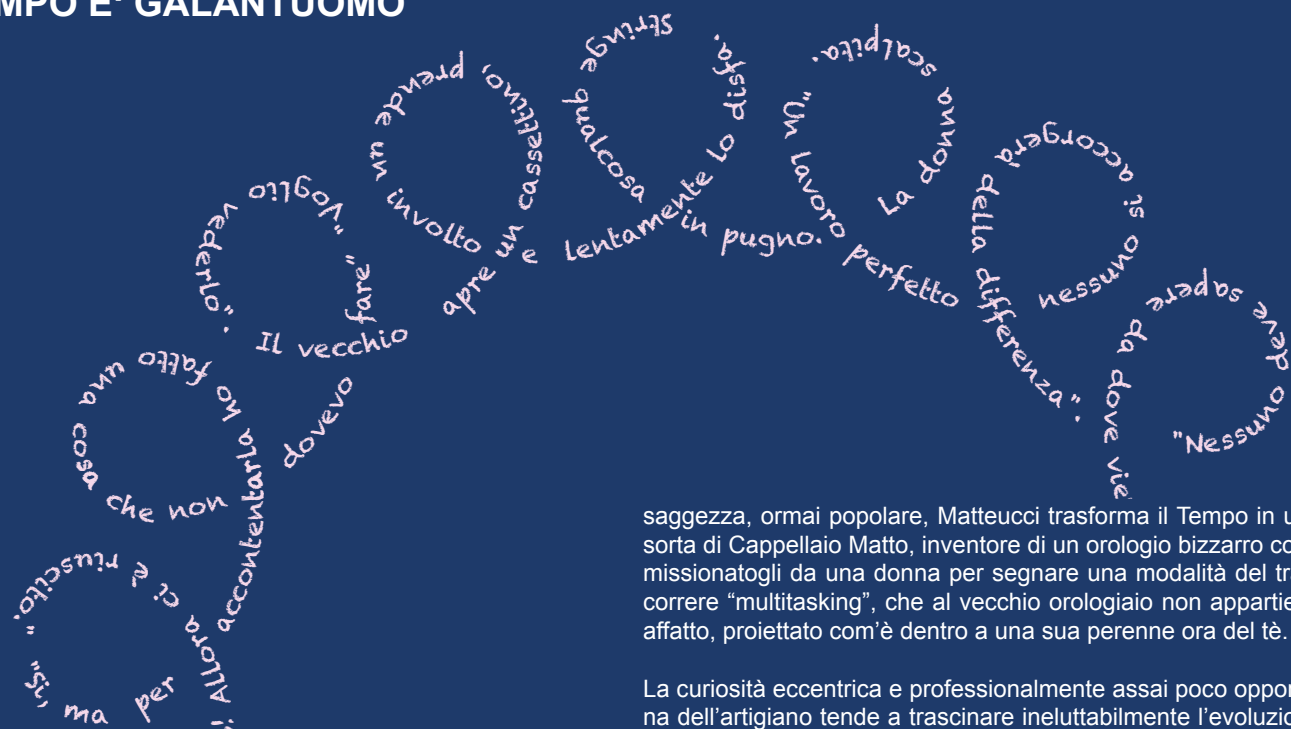 MPO E' GALANTUOMO
Allora ci è riuscito."
"Sì, ma per accontentarla ho fatto una cosa che non dovevo fare"
"Voglio vederlo".
Il vecchio apre un cassettino, prende un involto e lentamente lo disfa.
Stringe qualcosa in pugno.
La donna scalpita.
"Un lavoro perfetto nessuno si accorgerà della differenza".
"Nessuno deve sapere da dove vie
saggezza, ormai popolare, Matteucci trasforma il Tempo in u
sorta di Cappellaio Matto, inventore di un orologio bizzarro co
missionatogli da una donna per segnare una modalità del tra
correre “multitasking”, che al vecchio orologiaio non appartie
affatto, proiettato com’è dentro a una sua perenne ora del tè.
La curiosità eccentrica e professionalmente assai poco oppor
na dell’artigiano tende a trascinare ineluttabilmente l’evoluzio